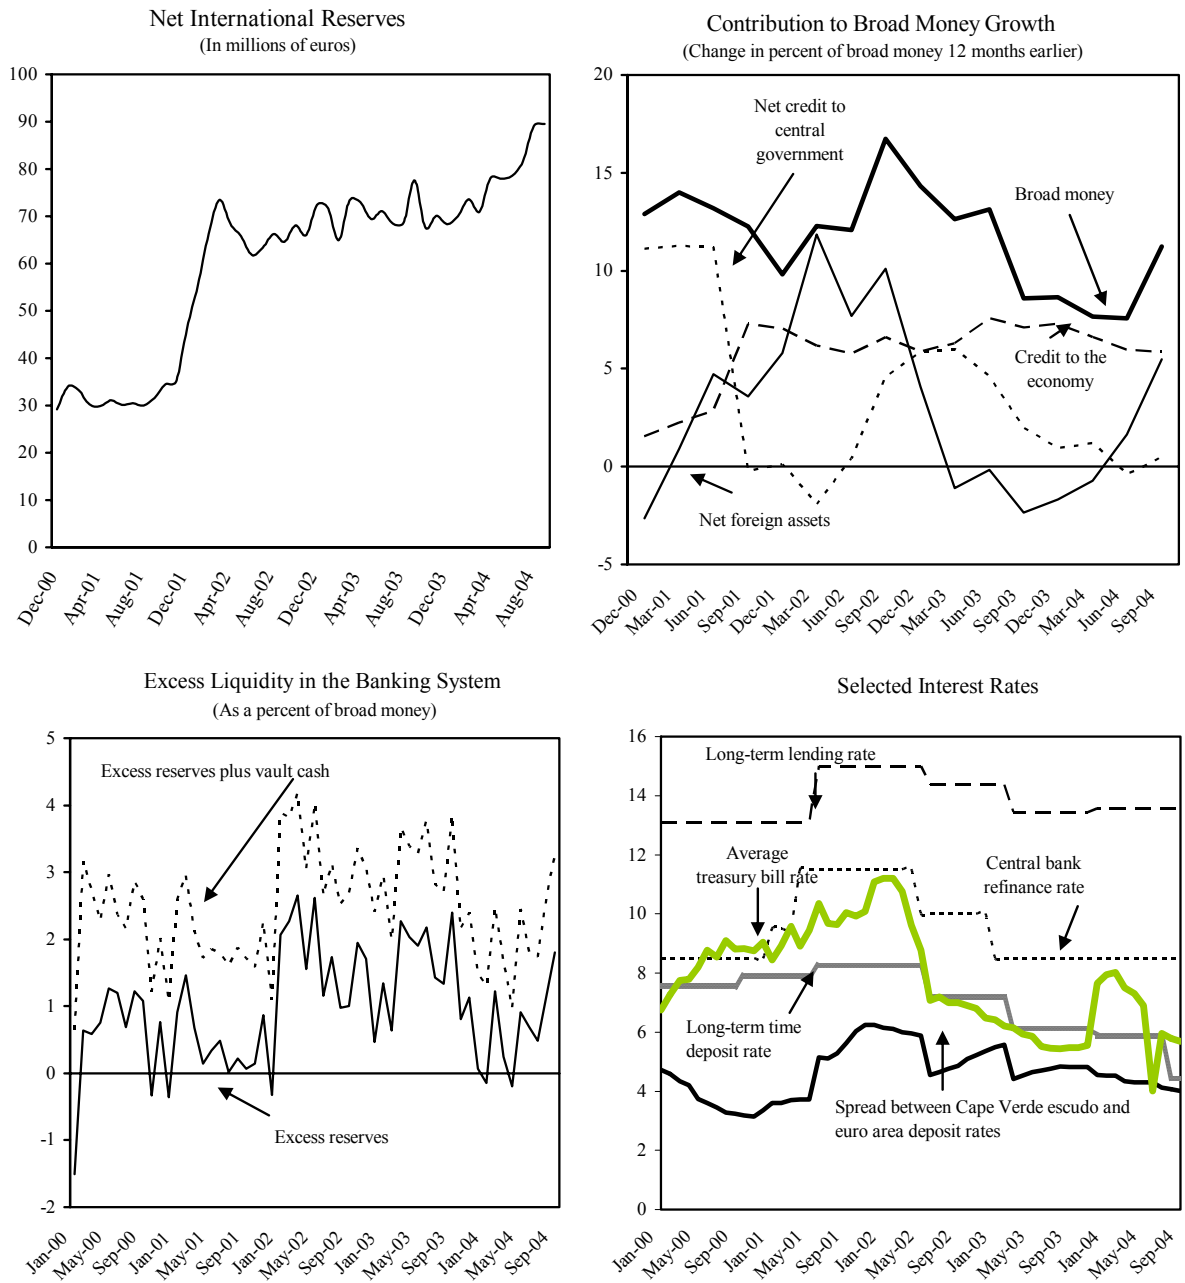 Net International Reserves
(In millions of euros)
100
90
80
70
60
50
40
30
20
10
0
Dec-00
Apr-01
Aug-01
Dec-01
Apr-02
Aug-02
Dec-02
Apr-03
Aug-03
Dec-03
Apr-04
Aug-04
Contribution to Broad Money Growth
(Change in percent of broad money 12 months earlier)
20
15
10
5
0
-5
Net credit to
central
government
Broad money
Credit to the
economy
Net foreign assets
Dec-00
Mar-01
Jun-01
Sep-01
Dec-01
Mar-02
Jun-02
Sep-02
Dec-02
Mar-03
Jun-03
Sep-03
Dec-03
Mar-04
Jun-04
Sep-04
Excess Liquidity in the Banking System
(As a percent of broad money)
5
4
3
2
1
0
-1
-2
Excess reserves plus vault cash
Excess reserves
Jan-00
May-00
Sep-00
Jan-01
May-01
Sep-01
Jan-02
May-02
Sep-02
Jan-03
May-03
Sep-03
Jan-04
May-04
Sep-04
Selected Interest Rates
16
14
12
10
8
6
4
2
0
Long-term lending rate
Average
treasury bill rate
Central bank
refinance rate
Long-term time
deposit rate
Spread between Cape Verde escudo and
euro area deposit rates
Jan-00
May-00
Sep-00
Jan-01
May-01
Sep-01
Jan-02
May-02
Sep-02
Jan-03
May-03
Sep-03
Jan-04
May-04
Sep-04